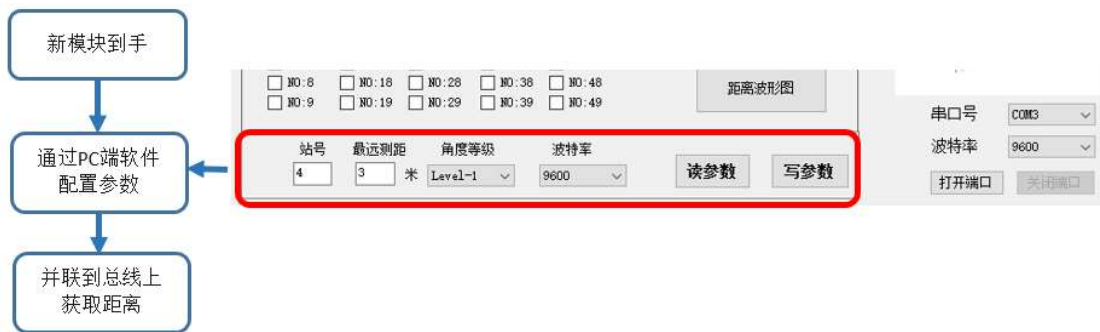 新模块到手
通过PC端软件
配置参数
并联到总线上
获取距离
NO:8 NO:18 NO:28 NO:38 NO:48
NO:9 NO:19 NO:29 NO:39 NO:49
距离波形图
站号 最远测距 角度等级 波特率
4 3 米 Level-1 9600 读参数 写参数
串口号 COM3
波特率 9600
打开端口 关闭端口